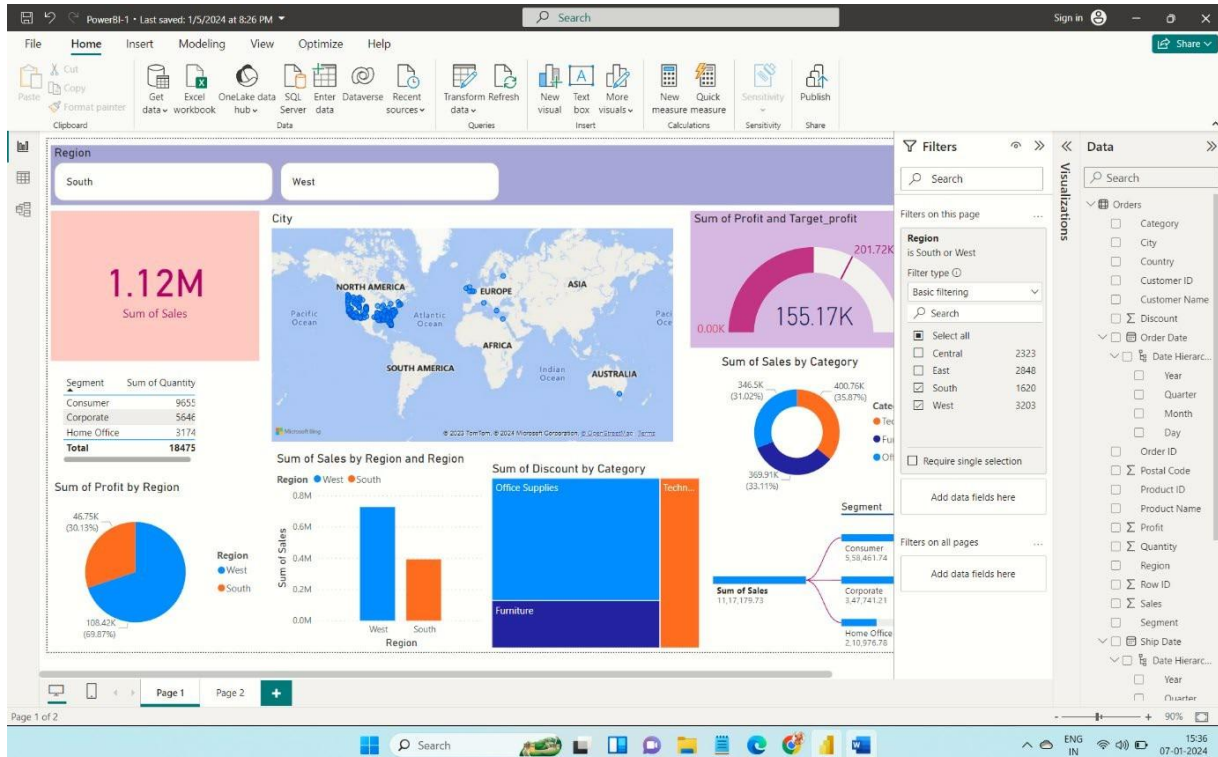 PowerBI-1 • Last saved: 1/5/2024 at 8:26 PM
Search
Sign in
File Home Insert Modeling View Optimize Help
Share
Paste
Cut
Copy
Format painter
Clipboard
Get data
Excel workbook
OneLake data hub
SQL Server
Enter data
Dataverse
Recent sources
Data
Transform data
Refresh
Queries
New visual
Text box
More visuals
Insert
New measure
Quick measure
Calculations
Sensitivity
Sensitivity
Publish
Share
Region
South
West
1.12M
Sum of Sales
City
NORTH AMERICA
EUROPE
ASIA
Pacific Ocean
Atlantic Ocean
AFRICA
SOUTH AMERICA
Indian Ocean
AUSTRALIA
Microsoft Bing
© 2023 TomTom, © 2024 Microsoft Corporation, © OpenStreetMap Terms
Sum of Profit and Target_profit
201.72K
155.17K
0.00K
Segment Sum of Quantity
Consumer 9655
Corporate 5646
Home Office 3174
Total 18475
Sum of Sales by Category
346.5K
(31.02%)
400.76K
(35.87%)
369.91K
(33.11%)
Sum of Profit by Region
46.75K
(30.13%)
108.42K
(69.87%)
Region
West
South
Sum of Sales by Region and Region
Region West South
0.8M
0.6M
0.4M
0.2M
0.0M
Sum of Sales
West South
Region
Sum of Discount by Category
Office Supplies
Techn...
Furniture
Segment
Sum of Sales
11,17,179.73
Consumer
5,58,461.74
Corporate
3,47,741.21
Home Office
2,10,976.78
Filters
Search
Filters on this page
Region
is South or West
Filter type
Basic filtering
Search
Select all
Central 2323
East 2848
South 1620
West 3203
Require single selection
Add data fields here
Filters on all pages
Add data fields here
Visualizations
Data
Search
Orders
Category
City
Country
Customer ID
Customer Name
Discount
Order Date
Date Hierarc...
Year
Quarter
Month
Day
Order ID
Postal Code
Product ID
Product Name
Profit
Quantity
Region
Row ID
Sales
Segment
Ship Date
Date Hierarc...
Year
Quarter
Page 1
Page 2
Page 1 of 2
90%
Search
ENG
IN
15:36
07-01-2024